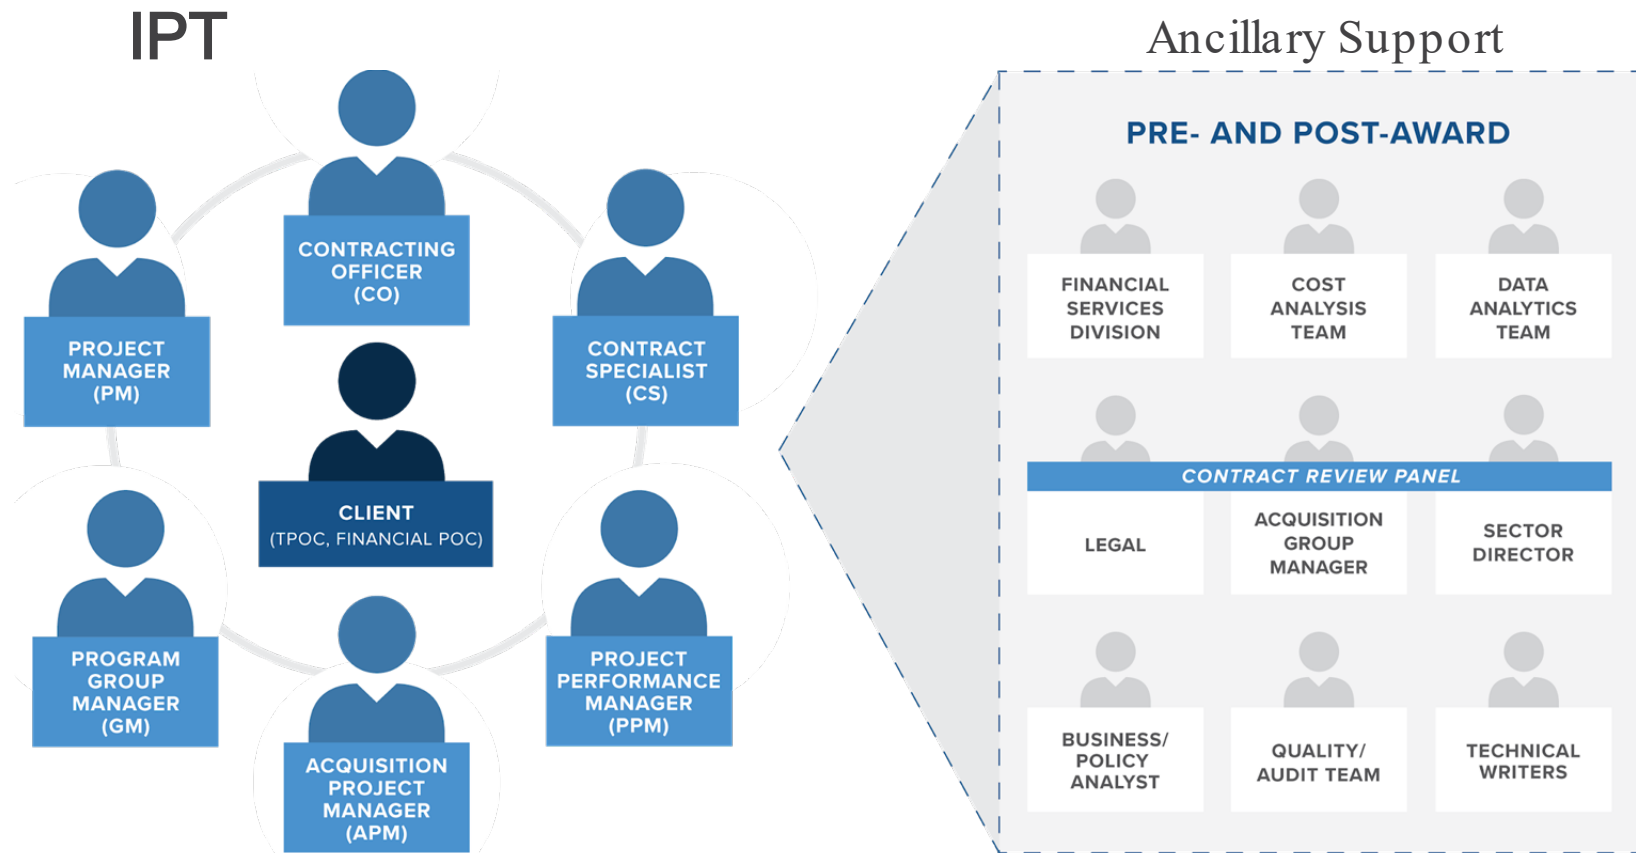 IPT
CONTRACTING
OFFICER
(CO)
PROJECT
MANAGER
(PM)
CONTRACT
SPECIALIST
(CS)
CLIENT
(TPOC, FINANCIAL POC)
PROGRAM
GROUP
MANAGER
(GM)
PROJECT
PERFORMANCE
MANAGER
(PPM)
ACQUISITION
PROJECT
MANAGER
(APM)
Ancillary Support
PRE- AND POST-AWARD
FINANCIAL
SERVICES
DIVISION
COST
ANALYSIS
TEAM
DATA
ANALYTICS
TEAM
CONTRACT REVIEW PANEL
LEGAL
ACQUISITION
GROUP
MANAGER
SECTOR
DIRECTOR
BUSINESS/
POLICY
ANALYST
QUALITY/
AUDIT TEAM
TECHNICAL
WRITERS